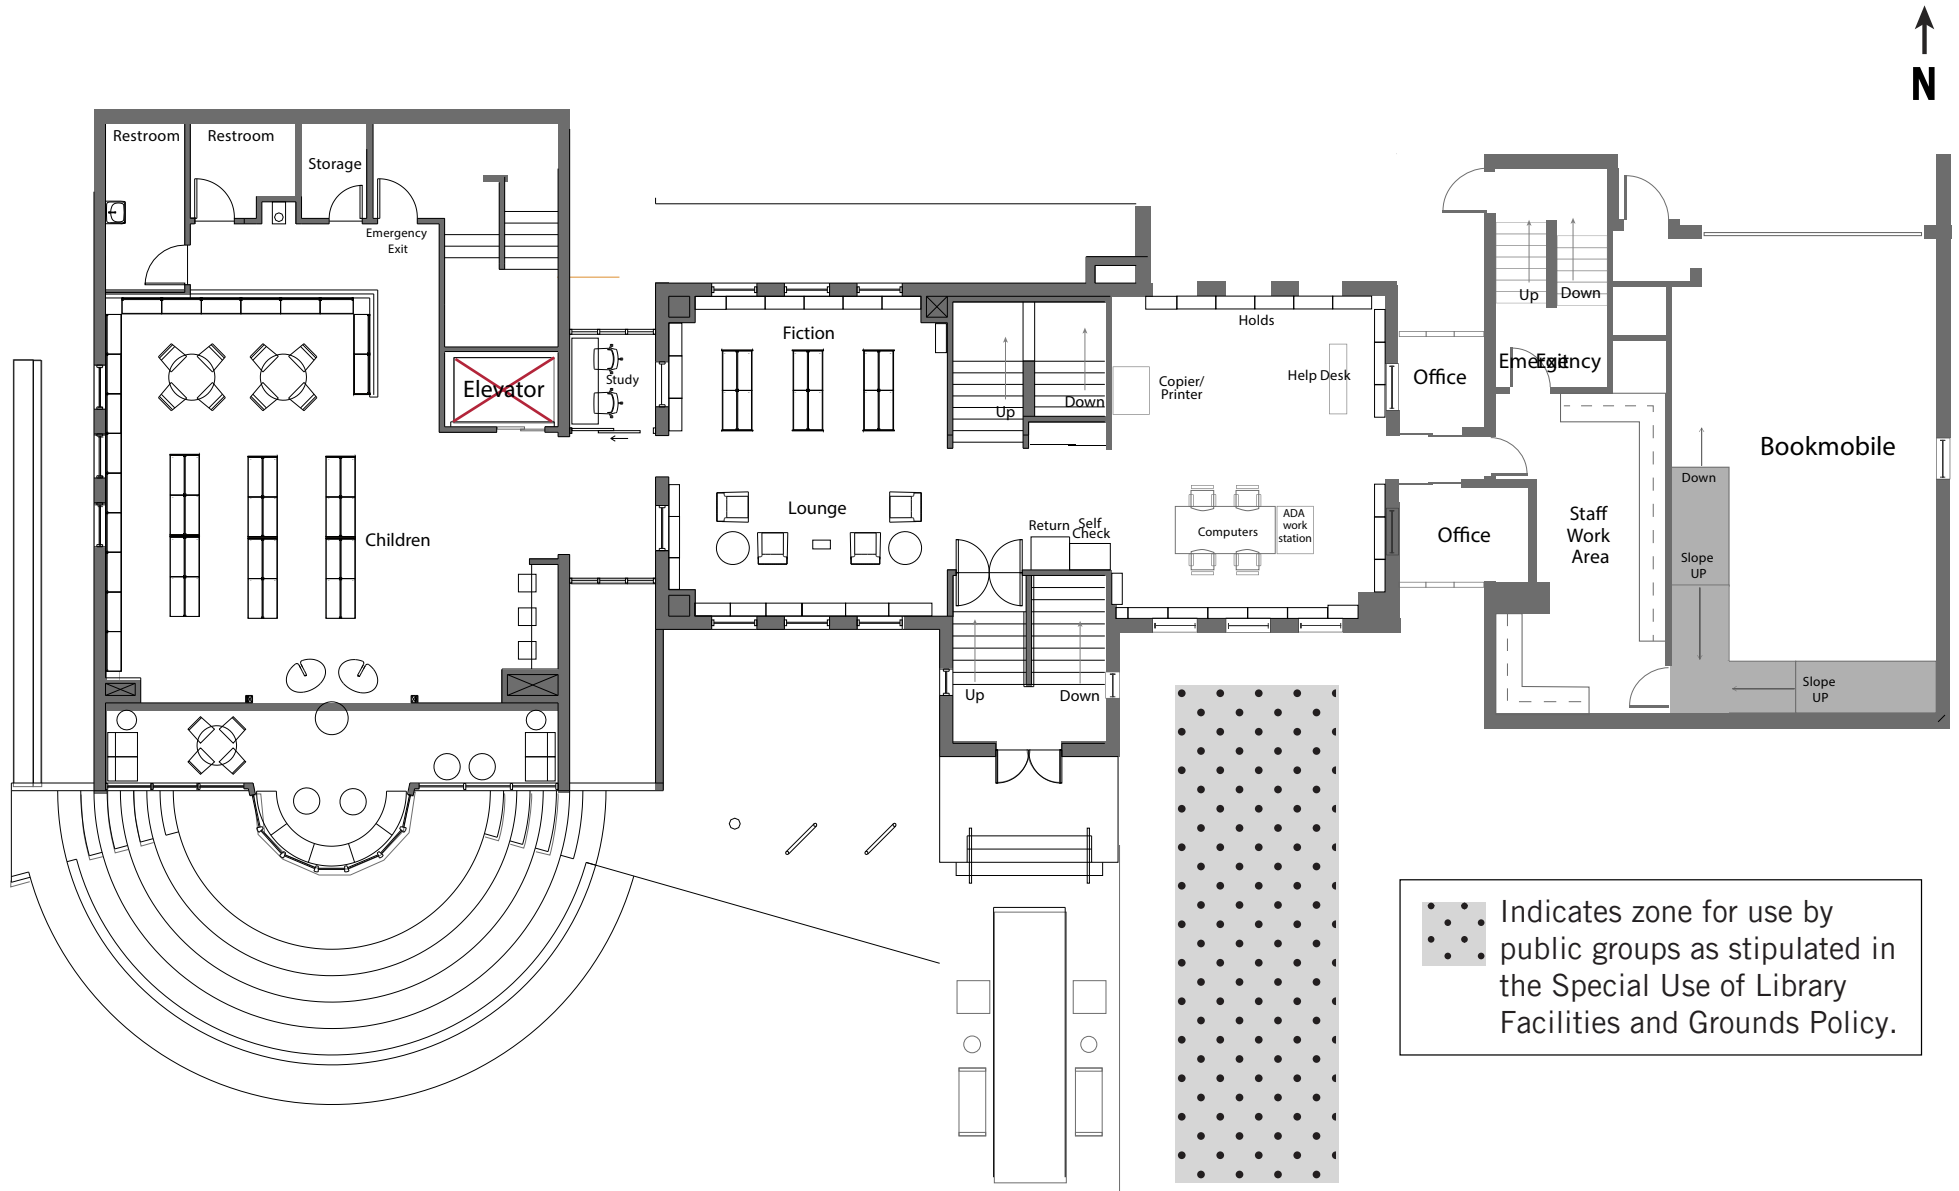 N
Restroom
Restroom
Storage
Emergency
Exit
Elevator
Study
Fiction
Up
Down
Copier/
Printer
Holds
Help Desk
Office
Up
Down
Emergency
Exit
Bookmobile
Children
Lounge
Return
Self
Check
Computers
ADA
work
station
Office
Staff
Work
Area
Down
Slope
UP
Slope
UP
Up
Down
Indicates zone for use by
public groups as stipulated in
the Special Use of Library
Facilities and Grounds Policy.